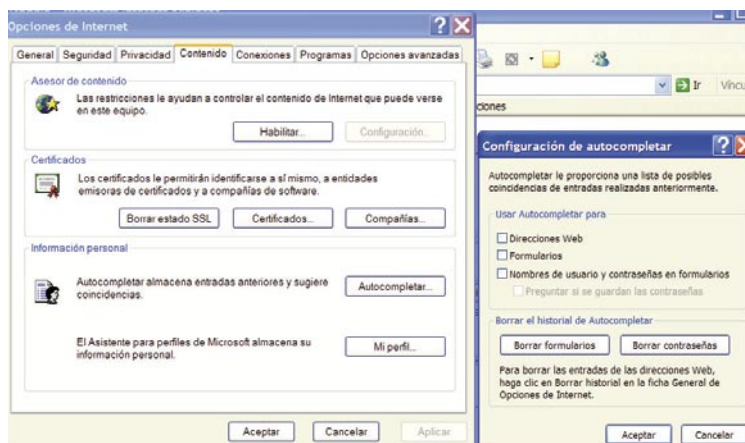 Opciones de Internet
General Seguridad Privacidad Contenido Conexiones Programas Opciones avanzadas
Asesor de contenido
Las restricciones le ayudan a controlar el contenido de Internet que puede verse
en este equipo.
Habilitar... Configuración...
Certificados
Los certificados le permitirán identificarse a sí mismo, a entidades
emisoras de certificados y a compañías de software.
Borrar estado SSL Certificados... Compañías...
Información personal
Autocompletar almacena entradas anteriores y sugiere
coincidencias.
Autocompletar...
El Asistente para perfiles de Microsoft almacena su
información personal.
Mi perfil...
Aceptar Cancelar Aplicar
Ir Víncu
ciones
Configuración de autocompletar
Autocompletar le proporciona una lista de posibles
coincidencias de entradas realizadas anteriormente.
Usar Autocompletar para
Direcciones Web
Formularios
Nombres de usuario y contraseñas en formularios
Preguntar si se guardan las contraseñas
Borrar el historial de Autocompletar
Borrar formularios Borrar contraseñas
Para borrar las entradas de las direcciones Web,
haga clic en Borrar historial en la ficha General de
Opciones de Internet.
Aceptar Cancelar